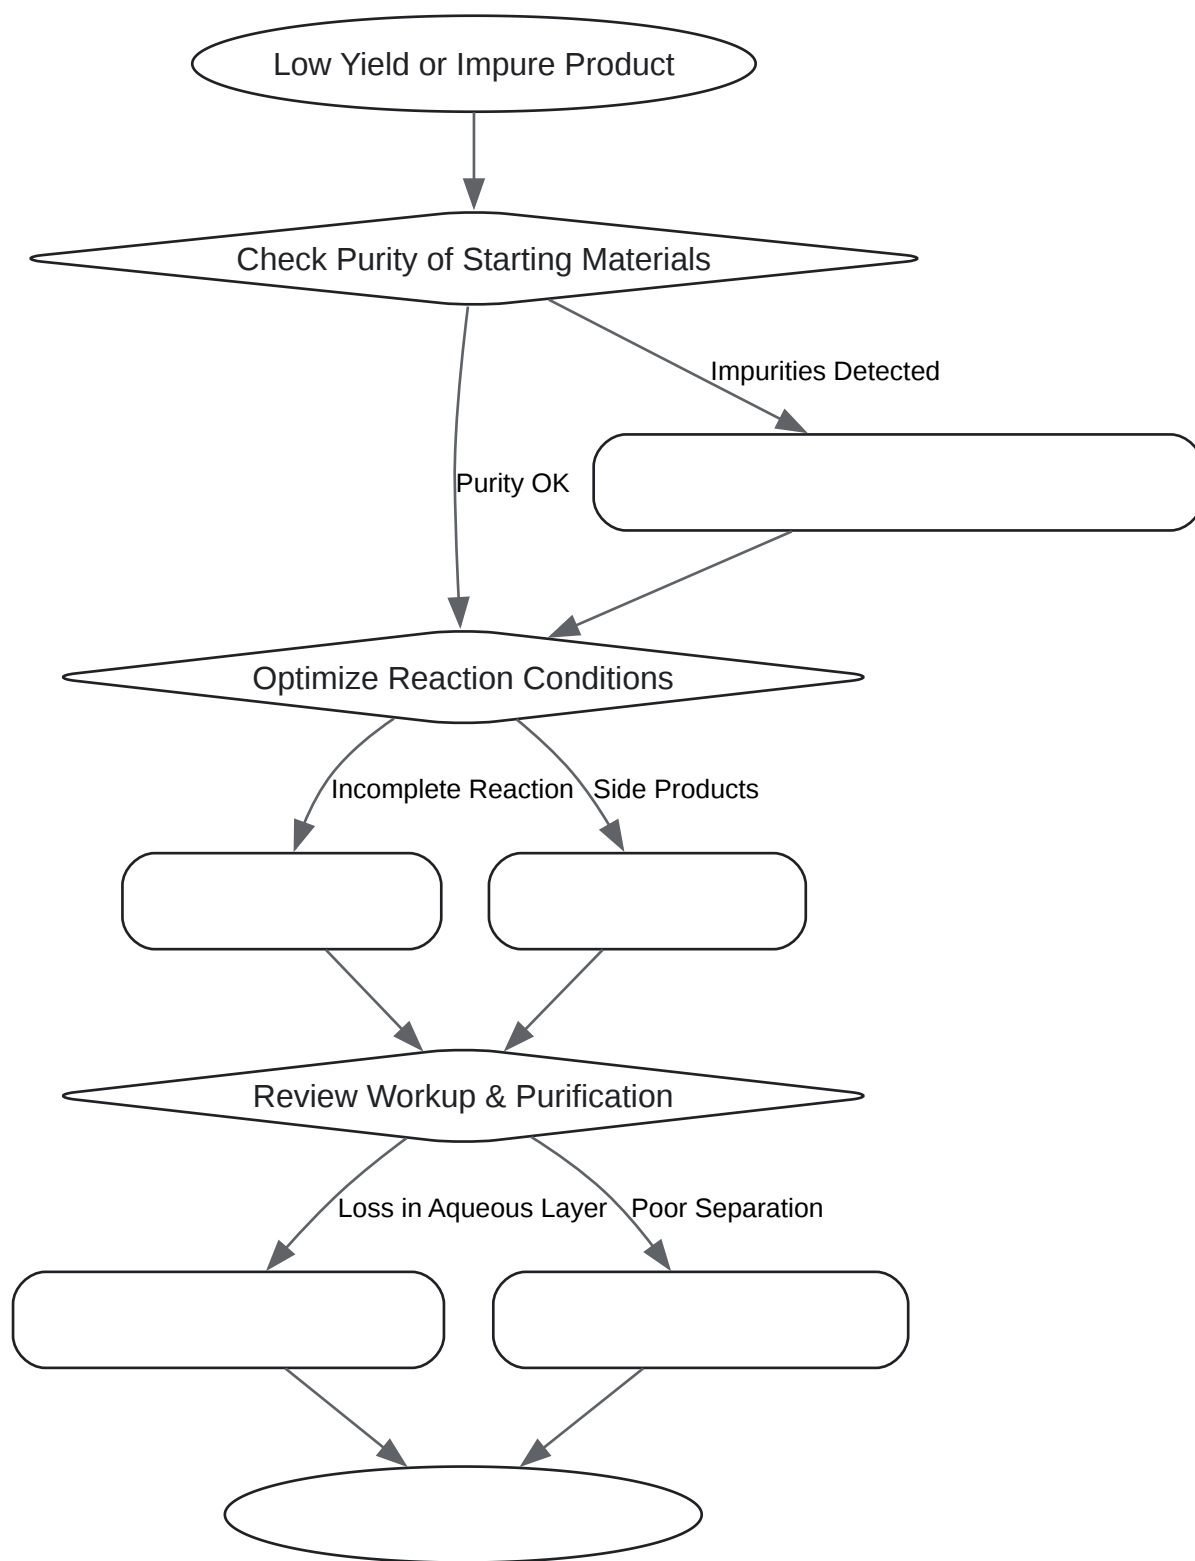 Low Yield or Impure Product
Check Purity of Starting Materials
Impurities Detected
Purity OK
Optimize Reaction Conditions
Incomplete Reaction
Side Products
Review Workup & Purification
Loss in Aqueous Layer
Poor Separation